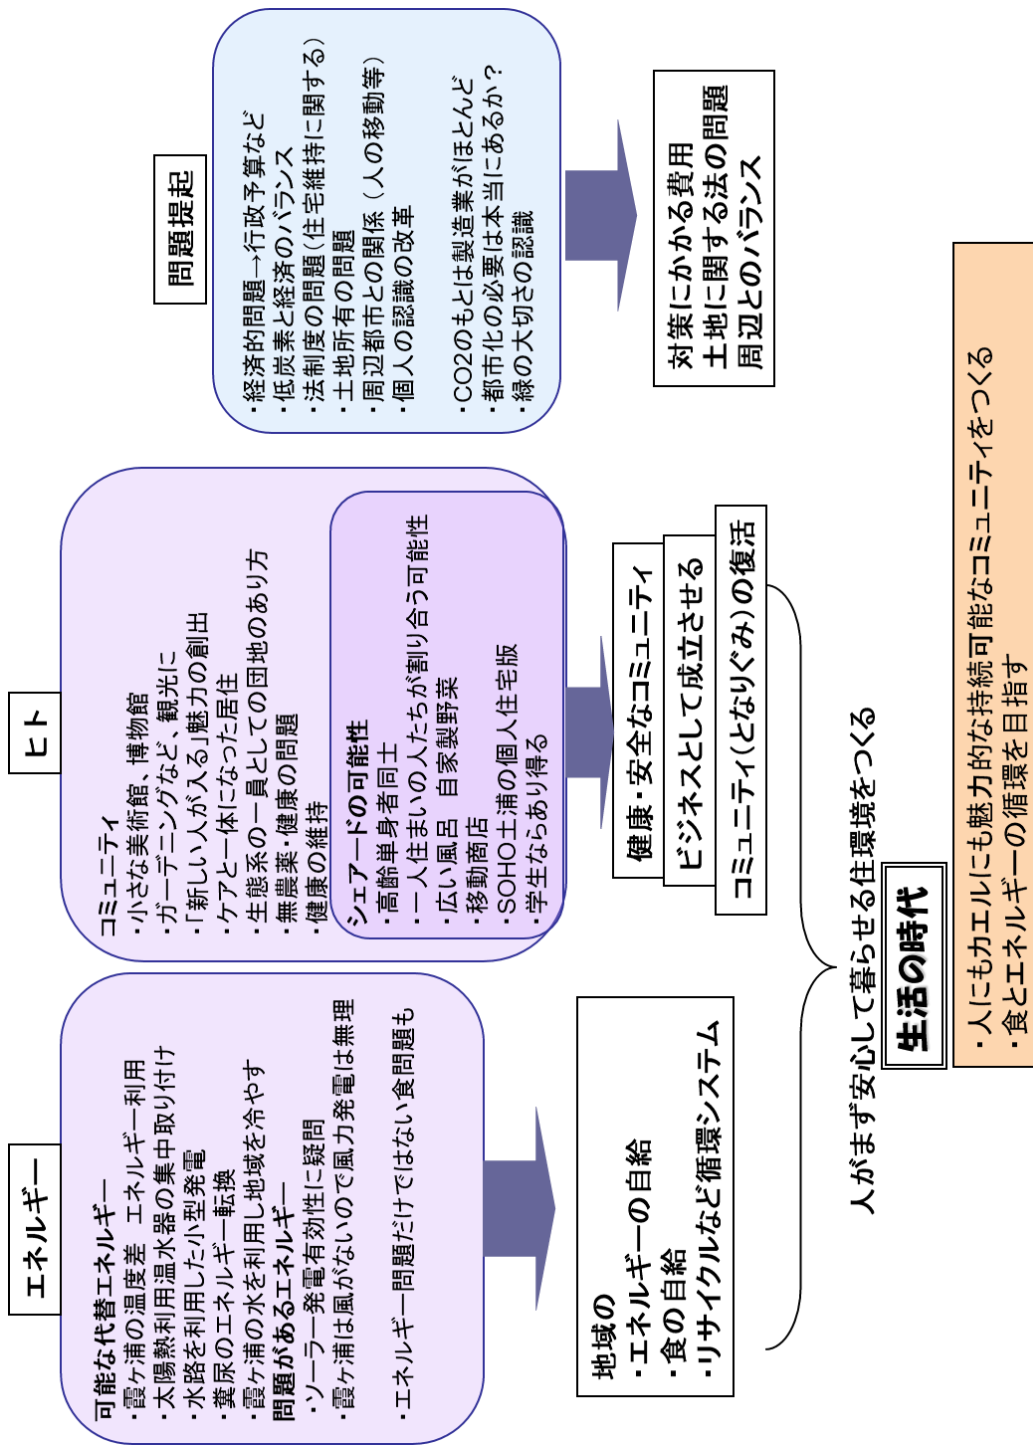 エネルギー
可能な代替エネルギー
・霞ヶ浦の温度差　エネルギー利用
・太陽熱利用温水器の集中取り付け
・水路を利用した小型発電
・糞尿のエネルギー転換
・霞ヶ浦の水を利用し地域を冷やす
問題があるエネルギー
・ソーラー発電有効性に疑問
・霞ヶ浦は風がないので風力発電は無理
・エネルギー問題だけではない食問題も
地域の
・エネルギーの自給
・食の自給
・リサイクルなど循環システム
ヒト
コミュニティ
・小さな美術館、博物館
・ガーデニングなど、観光に
・「新しい人が入る」魅力の創出
・ケアと一体になった居住
・生態系の一員としての団地のあり方
・無農薬・健康の問題
・健康の維持
シェアードの可能性
・高齢単身者同士
・一人住まいの人たちが割り合う可能性
・広い風呂　自家製野菜
・移動商店
・SOHO土浦の個人住宅版
・学生ならあり得る
健康・安全なコミュニティ
ビジネスとして成立させる
コミュニティ(となりぐみ)の復活
問題提起
・経済的問題→行政予算など
・低炭素と経済のバランス
・法制度の問題(住宅維持に関する)
・土地所有の問題
・周辺都市との関係（人の移動等）
・個人の認識の改革
・CO2のもとは製造業がほとんど
・都市化の必要は本当にあるか？
・緑の大切さの認識
対策にかかる費用
土地に関する法の問題
周辺とのバランス
人がまず安心して暮らせる住環境をつくる
生活の時代
・人にもカエルにも魅力的な持続可能なコミュニティをつくる
・食とエネルギーの循環を目指す